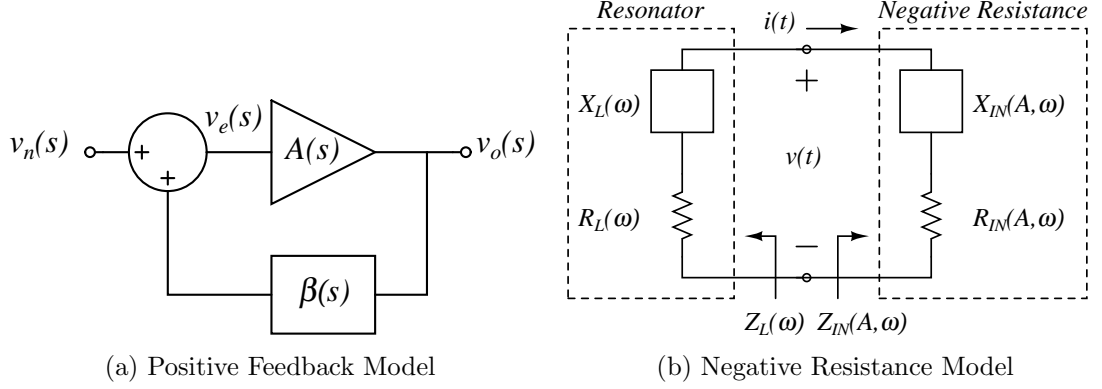 v_n(s)
+
+
v_e(s)
A(s)
v_o(s)
β(s)
(a) Positive Feedback Model
Resonator
i(t)
Negative Resistance
X_L(ω)
+
X_IN(A,ω)
v(t)
R_L(ω)
R_IN(A,ω)
−
Z_L(ω)
Z_IN(A,ω)
(b) Negative Resistance Model